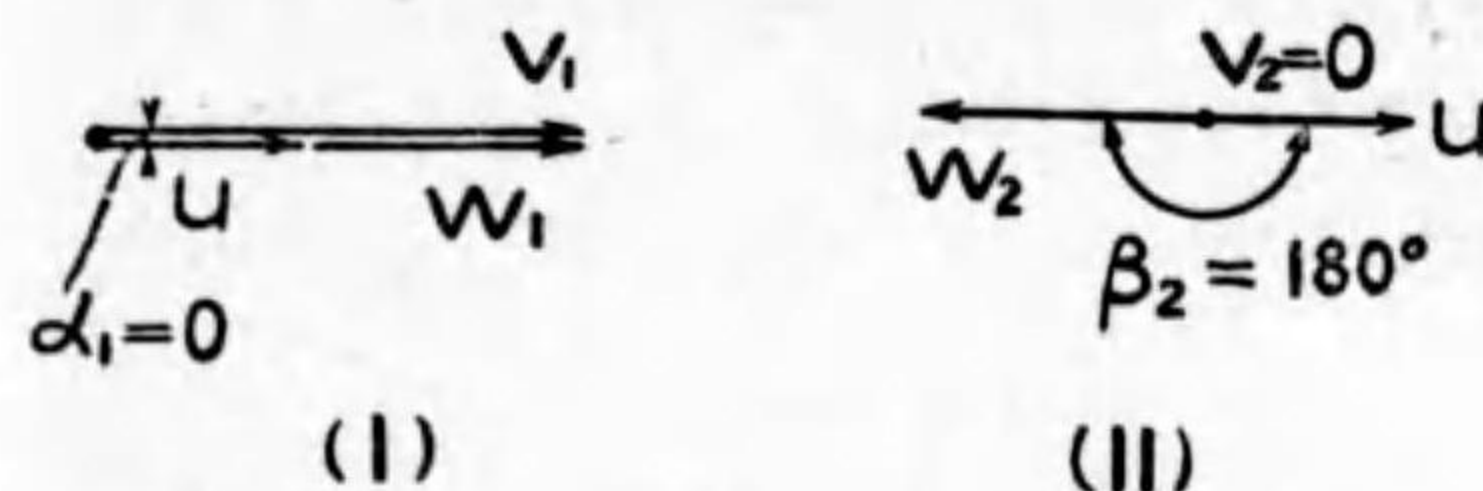 V₁
U
W₁
α₁=0
(I)
V₂=0
U
W₂
β₂ = 180°
(II)